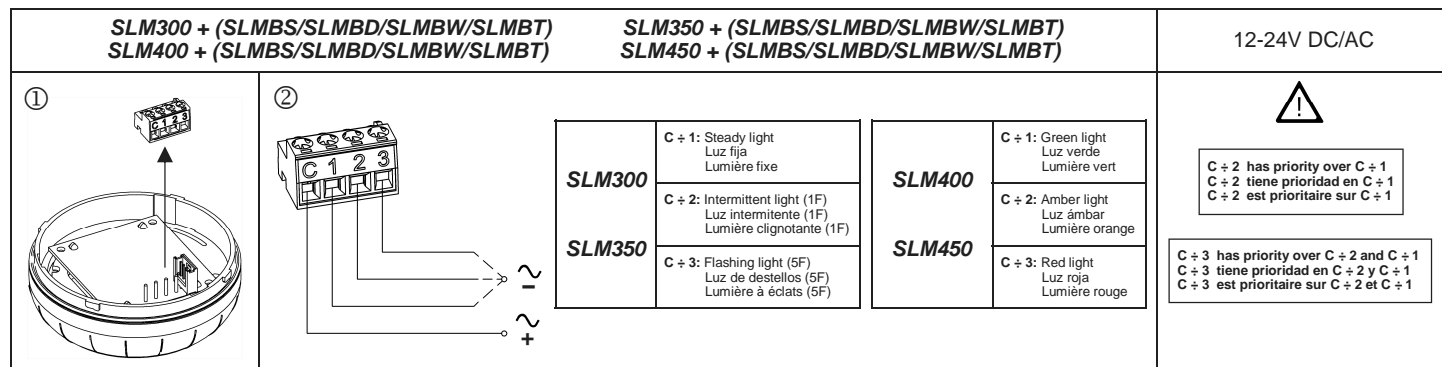 SLM300 + (SLMBS/SLMBD/SLMBW/SLMBT) SLM350 + (SLMBS/SLMBD/SLMBW/SLMBT)
SLM400 + (SLMBS/SLMBD/SLMBW/SLMBT) SLM450 + (SLMBS/SLMBD/SLMBW/SLMBT)
12-24V DC/AC
①
C 1 2 3
②
C 1 2 3
~
–
~
+
SLM300
SLM350
C ÷ 1: Steady light
Luz fija
Lumière fixe
C ÷ 2: Intermittent light (1F)
Luz intermitente (1F)
Lumière clignotante (1F)
C ÷ 3: Flashing light (5F)
Luz de destellos (5F)
Lumière à éclats (5F)
SLM400
SLM450
C ÷ 1: Green light
Luz verde
Lumière vert
C ÷ 2: Amber light
Luz ámbar
Lumière orange
C ÷ 3: Red light
Luz roja
Lumière rouge
!
C ÷ 2 has priority over C ÷ 1
C ÷ 2 tiene prioridad en C ÷ 1
C ÷ 2 est prioritaire sur C ÷ 1
C ÷ 3 has priority over C ÷ 2 and C ÷ 1
C ÷ 3 tiene prioridad en C ÷ 2 y C ÷ 1
C ÷ 3 est prioritaire sur C ÷ 2 et C ÷ 1